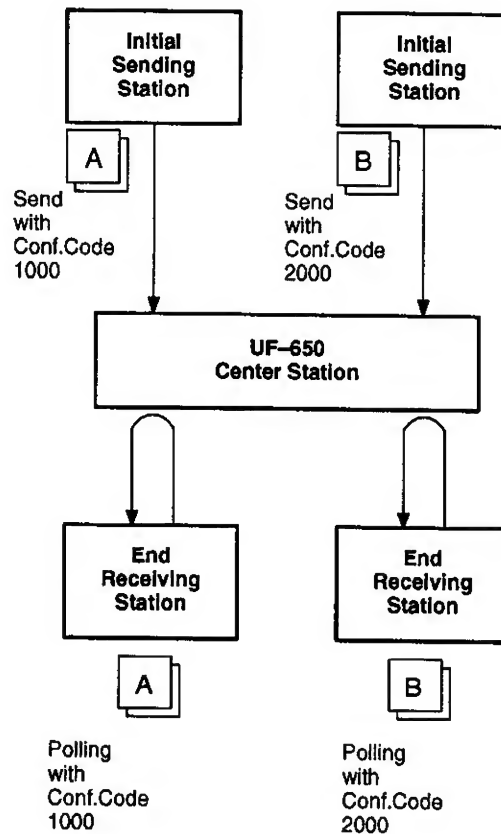 Initial
Sending
Station
Initial
Sending
Station
A
B
Send
with
Conf.Code
1000
Send
with
Conf.Code
2000
UF–650
Center Station
End
Receiving
Station
End
Receiving
Station
A
B
Polling
with
Conf.Code
1000
Polling
with
Conf.Code
2000